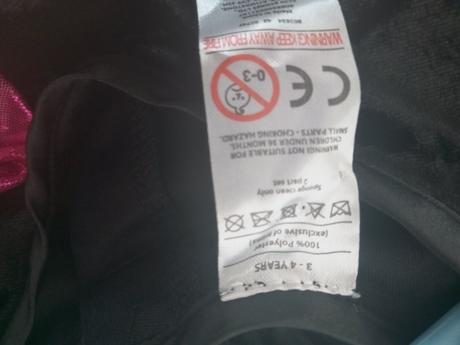 3 - 4 YEARS
100% Polyester
(exclusive of
Sponge clean only
2 part set
WARNING! NOT SUITABLE FOR
CHILDREN UNDER 36 MONTHS.
SMALL PARTS - CHOKING HAZARD.
0-3
CE
WARNING! KEEP AWAY FROM FIRE